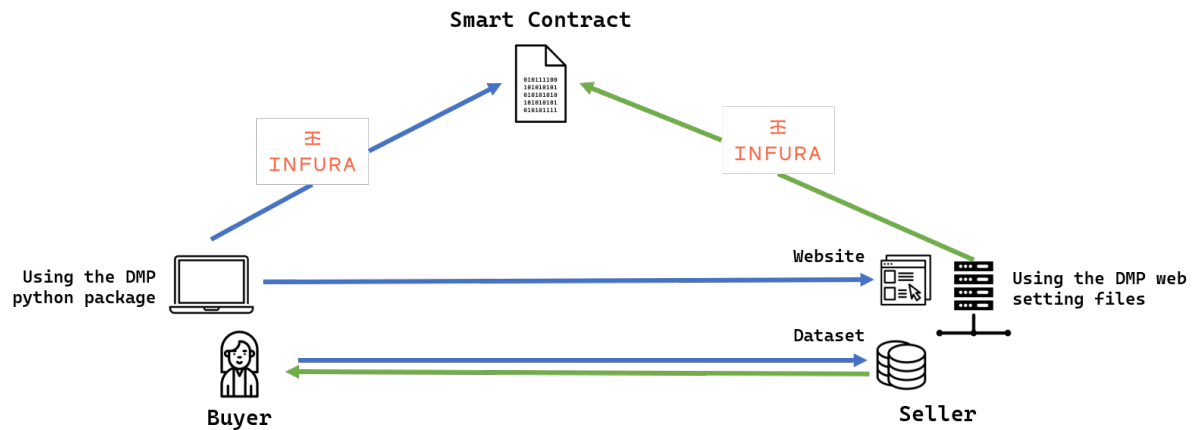 Smart Contract
010111100
101010101
010101010
101010101
010101111
INFURA
INFURA
Using the DMP
python package
Website
Using the DMP web
setting files
Dataset
Buyer
Seller